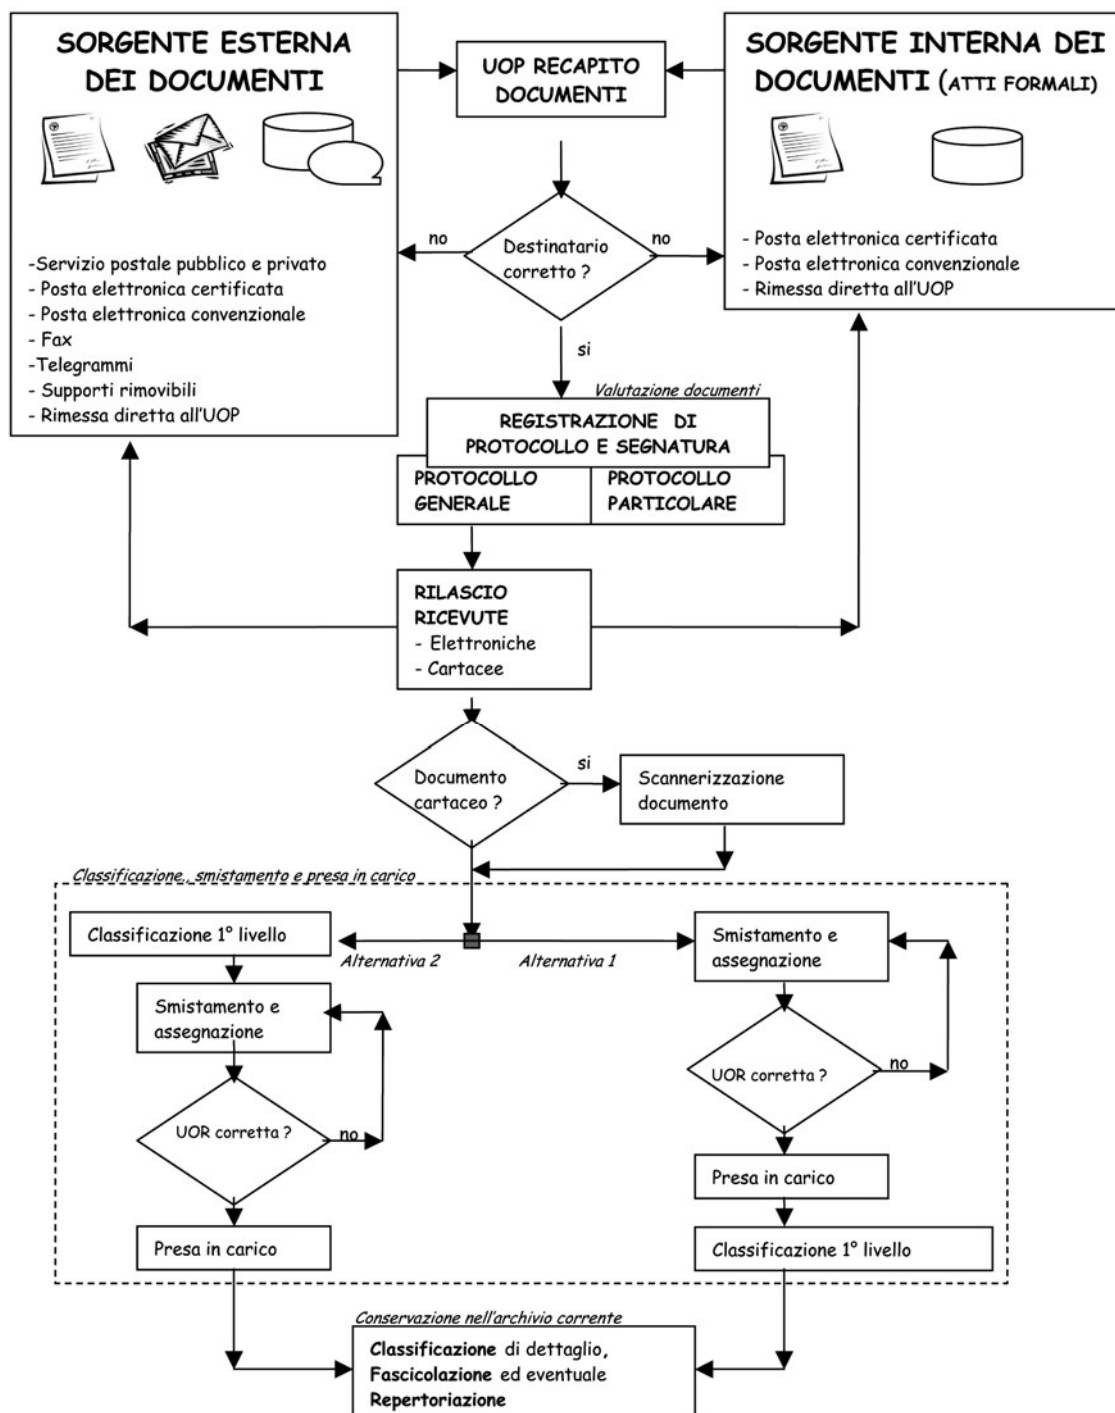 SORGENTE ESTERNA
DEI DOCUMENTI
UOP RECAPITO
DOCUMENTI
SORGENTE INTERNA DEI
DOCUMENTI (ATTI FORMALI)
-Servizio postale pubblico e privato
- Posta elettronica certificata
- Posta elettronica convenzionale
- Fax
-Telegrammi
- Supporti rimovibili
- Rimessa diretta all'UOP
no
Destinatario
corretto ?
no
- Posta elettronica certificata
- Posta elettronica convenzionale
- Rimessa diretta all'UOP
si
Valutazione documenti
REGISTRAZIONE DI
PROTOCOLLO E SEGNATURA
PROTOCOLLO
GENERALE
PROTOCOLLO
PARTICOLARE
RILASCIO
RICEVUTE
- Elettroniche
- Cartacee
Documento
cartaceo ?
si
Scannerizzazione
documento
Classificazione., smistamento e presa in carico
Classificazione 1° livello
Alternativa 2
Alternativa 1
Smistamento e
assegnazione
Smistamento e
assegnazione
UOR corretta ?
no
UOR corretta ?
no
Presa in carico
Presa in carico
Classificazione 1° livello
Conservazione nell'archivio corrente
Classificazione di dettaglio,
Fascicolazione ed eventuale
Repertoriazione